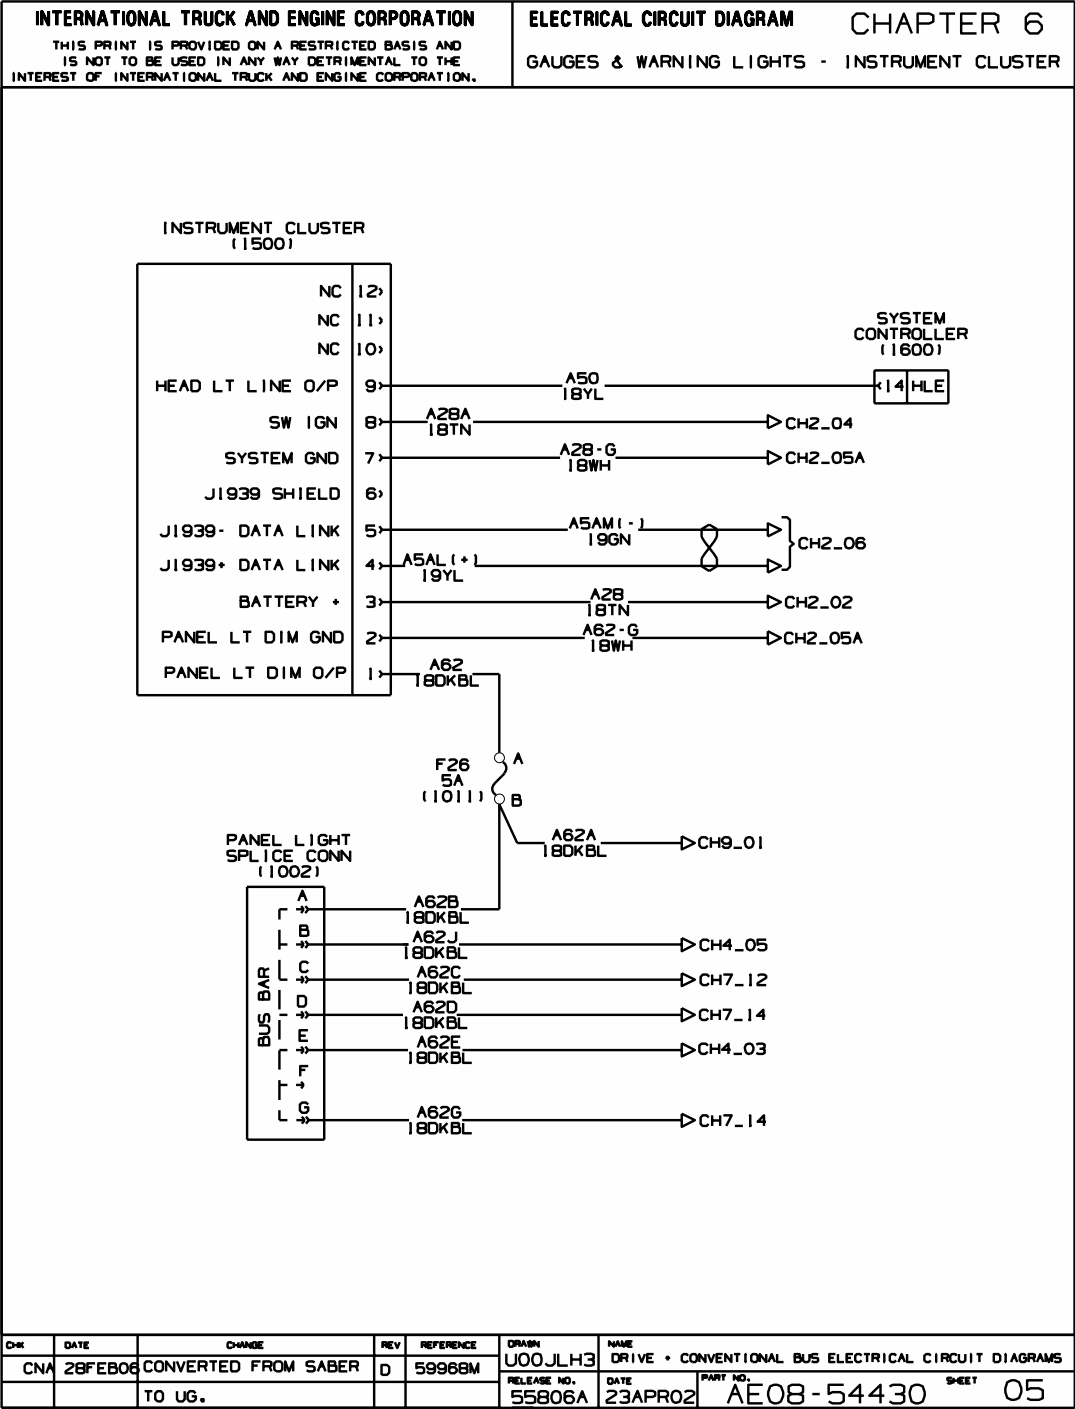 INTERNATIONAL TRUCK AND ENGINE CORPORATION
THIS PRINT IS PROVIDED ON A RESTRICTED BASIS AND
IS NOT TO BE USED IN ANY WAY DETRIMENTAL TO THE
INTEREST OF INTERNATIONAL TRUCK AND ENGINE CORPORATION.
ELECTRICAL CIRCUIT DIAGRAM
CHAPTER 6
GAUGES & WARNING LIGHTS - INSTRUMENT CLUSTER
INSTRUMENT CLUSTER
(1500)
NC 12
NC 11
NC 10
SYSTEM
CONTROLLER
(1600)
HEAD LT LINE O/P 9 A50 14 HLE
18YL
SW IGN 8 A28A CH2_04
18TN
SYSTEM GND 7 A28-G CH2_05A
18WH
J1939 SHIELD 6
J1939- DATA LINK 5 A5AM(-)
19GN
CH2_06
J1939+ DATA LINK 4 A5AL(+)
19YL
BATTERY + 3 A28 CH2_02
18TN
PANEL LT DIM GND 2 A62-G CH2_05A
18WH
PANEL LT DIM O/P 1 A62
18DKBL
A
F26
5A
(1011) B
A62A CH9_01
18DKBL
PANEL LIGHT
SPLICE CONN
(1002)
BUS BAR
A A62B
18DKBL
B A62J CH4_05
18DKBL
C A62C CH7_12
18DKBL
D A62D CH7_14
18DKBL
E A62E CH4_03
18DKBL
F
G A62G CH7_14
18DKBL
CHK DATE CHANGE REV REFERENCE
CNA 28FEB06 CONVERTED FROM SABER D 59968M
TO UG.
DRAWN
U00JLH3
NAME
DRIVE + CONVENTIONAL BUS ELECTRICAL CIRCUIT DIAGRAMS
RELEASE NO.
55806A
DATE
23APR02
PART NO.
AE08-54430
SHEET 05